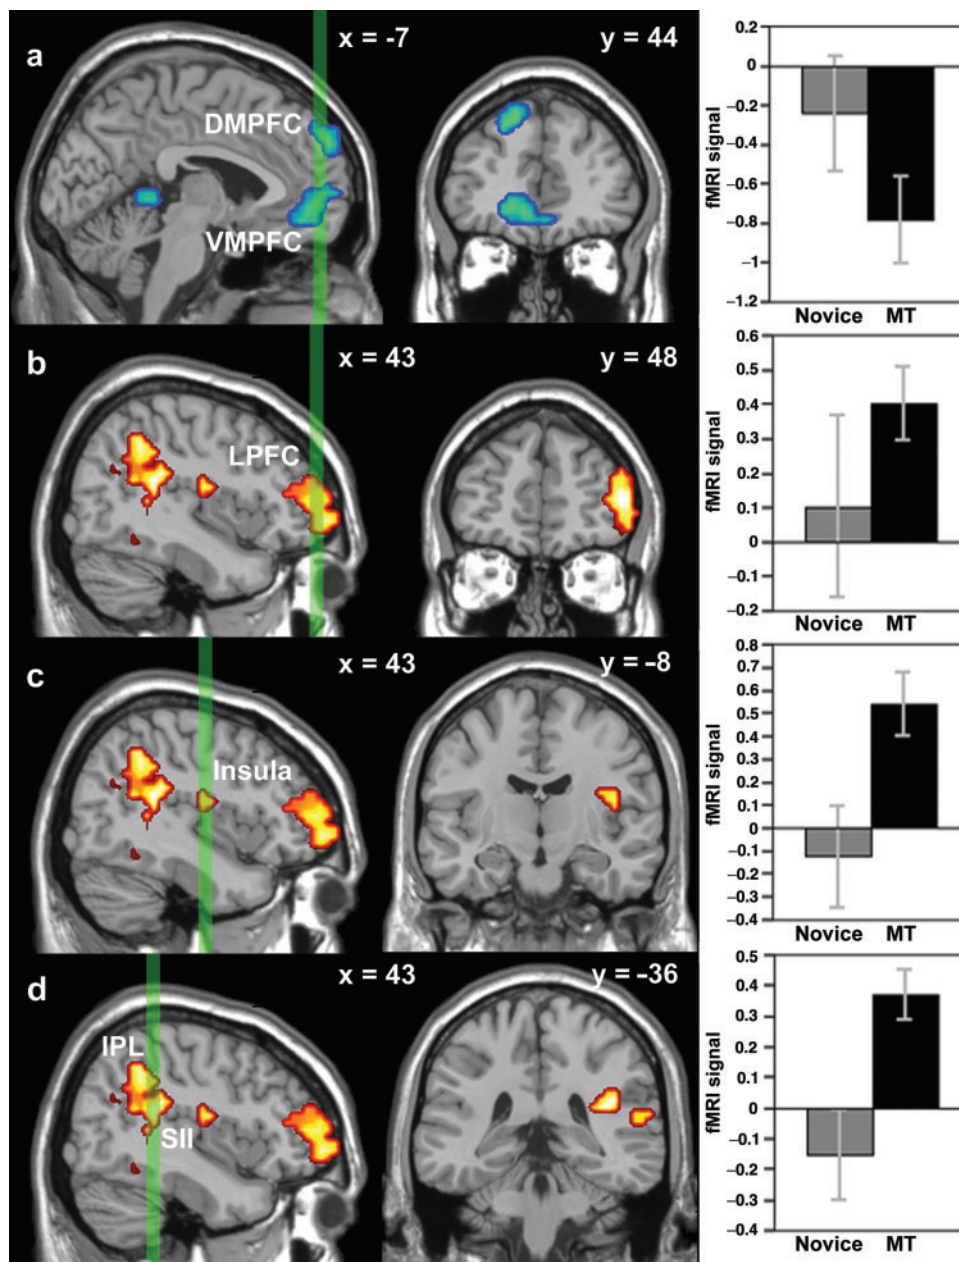 a
x = -7
y = 44
DMPFC
VMPFC
fMRI signal
0.2
0
−0.2
−0.4
−0.6
−0.8
−1
−1.2
Novice MT
b
x = 43
y = 48
LPFC
fMRI signal
0.6
0.5
0.4
0.3
0.2
0.1
0
−0.1
−0.2
Novice MT
c
x = 43
y = −8
Insula
fMRI signal
0.8
0.7
0.6
0.5
0.4
0.3
0.2
0.1
0
−0.1
−0.2
−0.3
−0.4
Novice MT
d
x = 43
y = −36
IPL
SII
fMRI signal
0.5
0.4
0.3
0.2
0.1
0
−0.1
−0.2
−0.3
−0.4
Novice MT